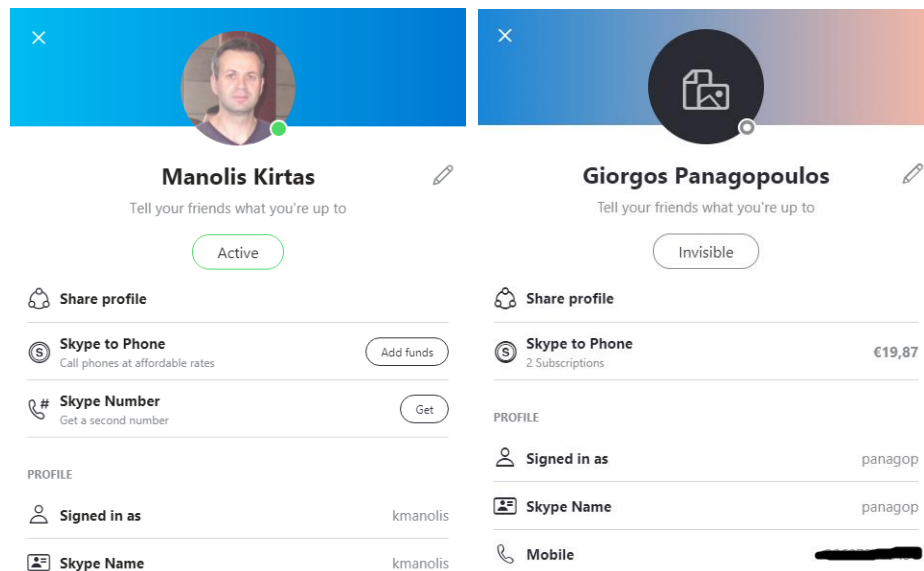 Manolis Kirtas
Tell your friends what you're up to
Active
Share profile
Skype to Phone
Call phones at affordable rates
Add funds
Skype Number
Get a second number
Get
PROFILE
Signed in as
kmanolis
Skype Name
kmanolis
Giorgos Panagopoulos
Tell your friends what you're up to
Invisible
Share profile
Skype to Phone
2 Subscriptions
€19,87
PROFILE
Signed in as
panagop
Skype Name
panagop
Mobile